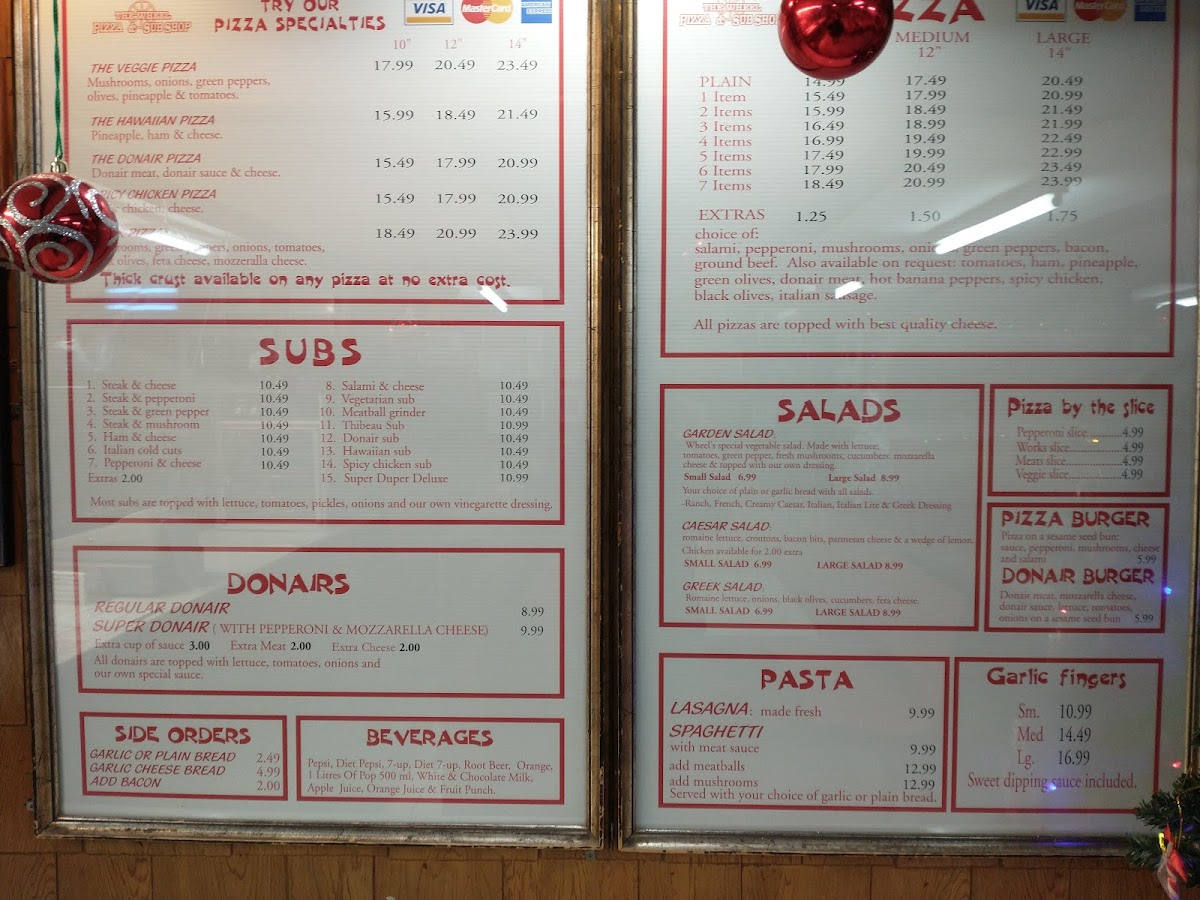 THE WHEEL
PIZZA & SUB SHOP
TRY OUR
PIZZA SPECIALTIES
VISA
MasterCard
AMERICAN EXPRESS
10" 12" 14"
THE VEGGIE PIZZA 17.99 20.49 23.49
Mushrooms, onions, green peppers,
olives, pineapple & tomatoes.
THE HAWAIIAN PIZZA 15.99 18.49 21.49
Pineapple, ham & cheese.
THE DONAIR PIZZA 15.49 17.99 20.99
Donair meat, donair sauce & cheese.
SPICY CHICKEN PIZZA 15.49 17.99 20.99
chicken, cheese.
PIZZA 18.49 20.99 23.99
green peppers, onions, tomatoes,
olives, feta cheese, mozzeralla cheese.
Thick crust available on any pizza at no extra cost.
SUBS
1. Steak & cheese 10.49
2. Steak & pepperoni 10.49
3. Steak & green pepper 10.49
4. Steak & mushroom 10.49
5. Ham & cheese 10.49
6. Italian cold cuts 10.49
7. Pepperoni & cheese 10.49
Extras 2.00
8. Salami & cheese 10.49
9. Vegetarian sub 10.49
10. Meatball grinder 10.49
11. Thibeau Sub 10.99
12. Donair sub 10.49
13. Hawaiian sub 10.49
14. Spicy chicken sub 10.49
15. Super Duper Deluxe 10.99
Most subs are topped with lettuce, tomatoes, pickles, onions and our own vinegarette dressing.
DONAIRS
REGULAR DONAIR 8.99
SUPER DONAIR ( WITH PEPPERONI & MOZZARELLA CHEESE) 9.99
Extra cup of sauce 3.00 Extra Meat 2.00 Extra Cheese 2.00
All donairs are topped with lettuce, tomatoes, onions and
our own special sauce.
SIDE ORDERS
GARLIC OR PLAIN BREAD 2.49
GARLIC CHEESE BREAD 4.99
ADD BACON 2.00
BEVERAGES
Pepsi, Diet Pepsi, 7-up, Diet 7-up, Root Beer, Orange,
1 Litres Of Pop 500 ml, White & Chocolate Milk,
Apple Juice, Orange Juice & Fruit Punch.
THE WHEEL
PIZZA & SUB SHOP
ZZA
VISA
MasterCard
MEDIUM LARGE
12" 14"
PLAIN 14.99 17.49 20.49
1 Item 15.49 17.99 20.99
2 Items 15.99 18.49 21.49
3 Items 16.49 18.99 21.99
4 Items 16.99 19.49 22.49
5 Items 17.49 19.99 22.99
6 Items 17.99 20.49 23.49
7 Items 18.49 20.99 23.99
EXTRAS 1.25 1.50 1.75
choice of:
salami, pepperoni, mushrooms, onions, green peppers, bacon,
ground beef. Also available on request: tomatoes, ham, pineapple,
green olives, donair meat, hot banana peppers, spicy chicken,
black olives, italian sausage.
All pizzas are topped with best quality cheese.
SALADS
GARDEN SALAD:
Wheel's special vegetable salad. Made with lettuce,
tomatoes, green pepper, fresh mushrooms, cucumbers, mozzarella
cheese & topped with our own dressing.
Small Salad 6.99 Large Salad 8.99
Your choice of plain or garlic bread with all salads.
-Ranch, French, Creamy Caesar, Italian, Italian Lite & Greek Dressing
CAESAR SALAD:
romaine lettuce, croutons, bacon bits, parmesan cheese & a wedge of lemon.
Chicken available for 2.00 extra
SMALL SALAD 6.99 LARGE SALAD 8.99
GREEK SALAD:
Romaine lettuce, onions, black olives, cucumbers, feta cheese.
SMALL SALAD 6.99 LARGE SALAD 8.99
Pizza by the slice
Pepperoni slice..........4.99
Works slice................4.99
Meats slice.................4.99
Veggie slice................4.99
PIZZA BURGER
Pizza on a sesame seed bun:
sauce, pepperoni, mushrooms, cheese
and salami 5.99
DONAIR BURGER
Donair meat, mozzarella cheese,
donair sauce, lettuce, tomatoes,
onions on a sesame seed bun 5.99
PASTA
LASAGNA: made fresh 9.99
SPAGHETTI
with meat sauce 9.99
add meatballs 12.99
add mushrooms 12.99
Served with your choice of garlic or plain bread.
Garlic fingers
Sm. 10.99
Med 14.49
Lg. 16.99
Sweet dipping sauce included.